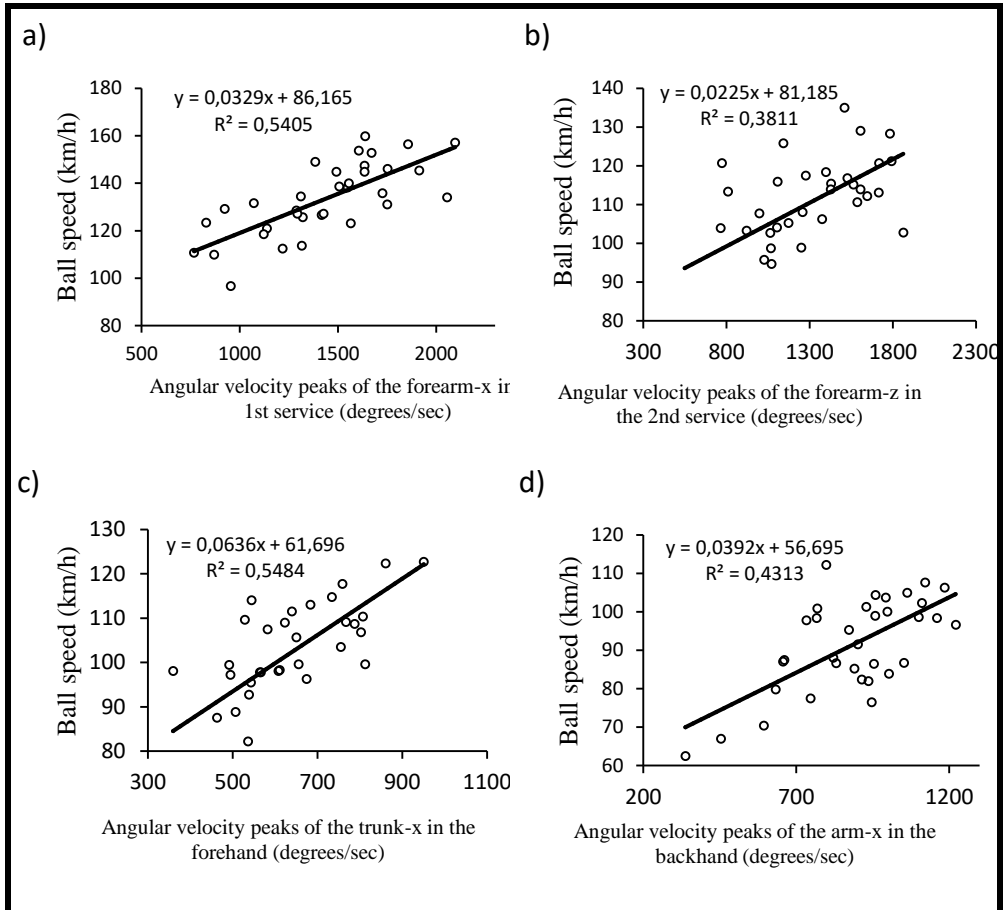 a)
y = 0,0329x + 86,165
R² = 0,5405
Ball speed (km/h)
180
160
140
120
100
80
500
1000
1500
2000
Angular velocity peaks of the forearm-x in
1st service (degrees/sec)
b)
y = 0,0225x + 81,185
R² = 0,3811
Ball speed (km/h)
140
130
120
110
100
90
80
300
800
1300
1800
2300
Angular velocity peaks of the forearm-z in
the 2nd service (degrees/sec)
c)
y = 0,0636x + 61,696
R² = 0,5484
Ball speed (km/h)
130
120
110
100
90
80
300
500
700
900
1100
Angular velocity peaks of the trunk-x in the
forehand (degrees/sec)
d)
y = 0,0392x + 56,695
R² = 0,4313
Ball speed (km/h)
120
110
100
90
80
70
60
200
700
1200
Angular velocity peaks of the arm-x in the
backhand (degrees/sec)